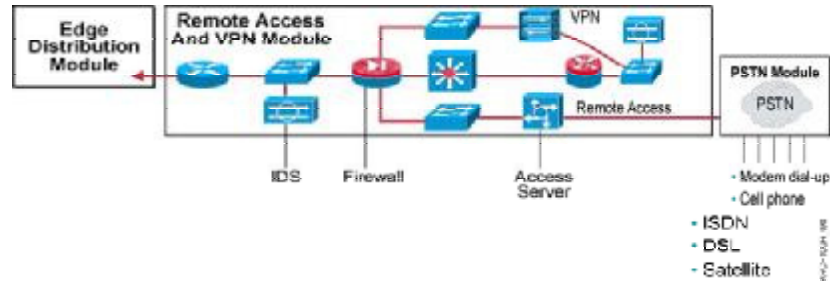 Edge
Distribution
Module
Remote Access
And VPN Module
VPN
Remote Access
PSTN Module
PSTN
IDS
Firewall
Access
Server
• Modem dial-up
• Cell phone
• ISDN
• DSL
• Satellite